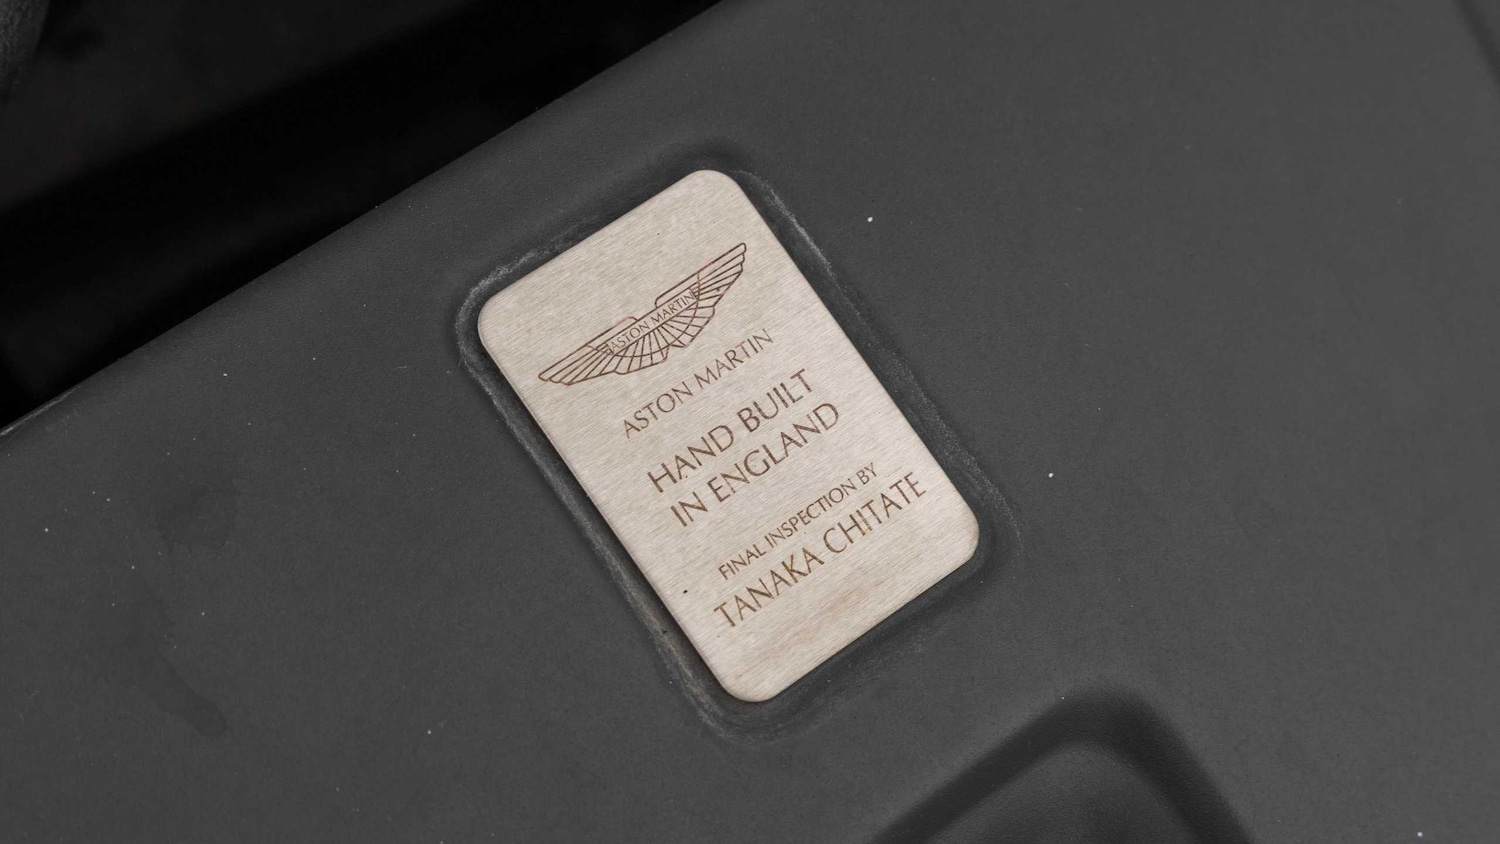 ASTON MARTIN
ASTON MARTIN
HAND BUILT
IN ENGLAND
FINAL INSPECTION BY
TANAKA CHITATE